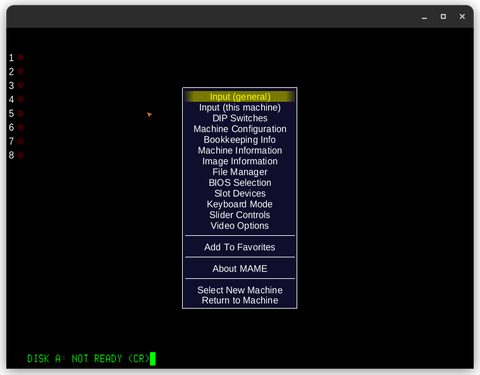 1
2
3
4
5
6
7
8
Input (general)
Input (this machine)
DIP Switches
Machine Configuration
Bookkeeping Info
Machine Information
Image Information
File Manager
BIOS Selection
Slot Devices
Keyboard Mode
Slider Controls
Video Options
Add To Favorites
About MAME
Select New Machine
Return to Machine
DISK A: NOT READY (CR)